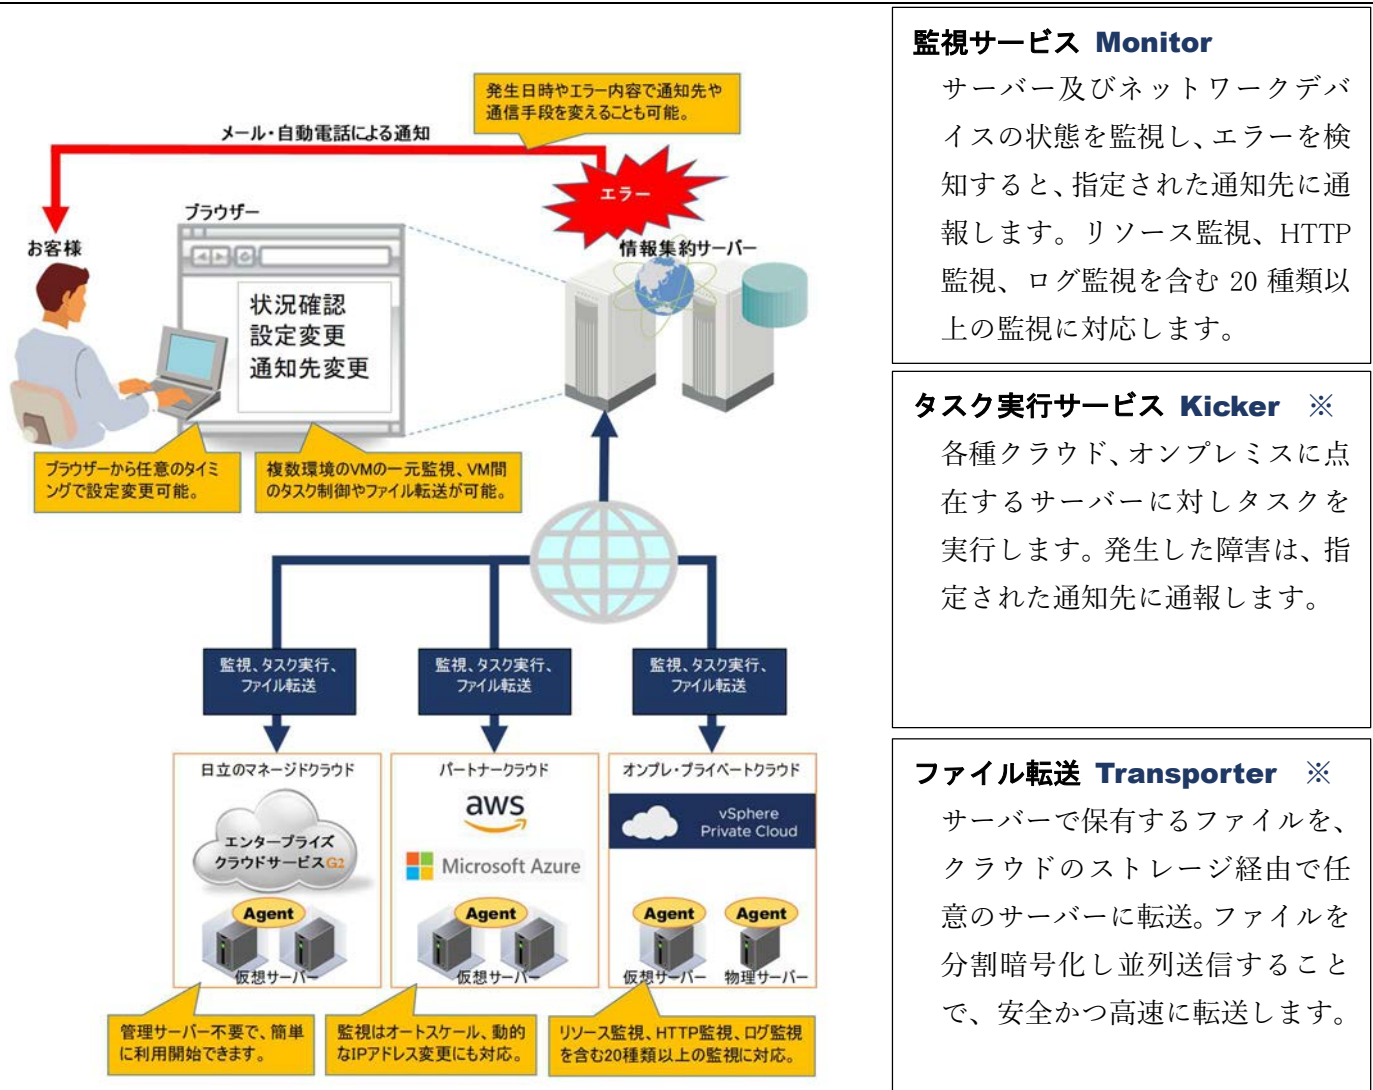 発生日時やエラー内容で通知先や
通信手段を変えることも可能。
メール・自動電話による通知
エラー
ブラウザー
お客様
情報集約サーバー
状況確認
設定変更
通知先変更
ブラウザーから任意のタイミ
ングで設定変更可能。
複数環境のVMの一元監視、VM間
のタスク制御やファイル転送が可能。
監視、タスク実行、
ファイル転送
監視、タスク実行、
ファイル転送
監視、タスク実行、
ファイル転送
日立のマネージドクラウド
エンタープライズ
クラウドサービスG2
Agent
仮想サーバー
パートナークラウド
aws
Microsoft Azure
Agent
仮想サーバー
オンプレ・プライベートクラウド
vSphere
Private Cloud
Agent
Agent
仮想サーバー
物理サーバー
管理サーバー不要で、簡単
に利用開始できます。
監視はオートスケール、動的
なIPアドレス変更にも対応。
リソース監視、HTTP監視、ログ監視
を含む20種類以上の監視に対応。
監視サービス Monitor
サーバー及びネットワークデバ
イスの状態を監視し、エラーを検
知すると、指定された通知先に通
報します。リソース監視、HTTP
監視、ログ監視を含む 20 種類以
上の監視に対応します。
タスク実行サービス Kicker ※
各種クラウド、オンプレミスに点
在するサーバーに対しタスクを
実行します。発生した障害は、指
定された通知先に通報します。
ファイル転送 Transporter ※
サーバーで保有するファイルを、
クラウドのストレージ経由で任
意のサーバーに転送。ファイルを
分割暗号化し並列送信すること
で、安全かつ高速に転送します。